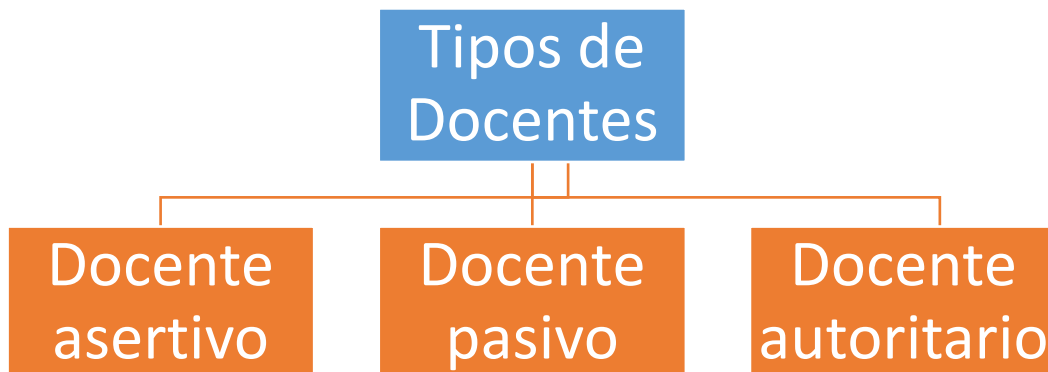 Tipos de
Docentes
Docente
asertivo
Docente
pasivo
Docente
autoritario